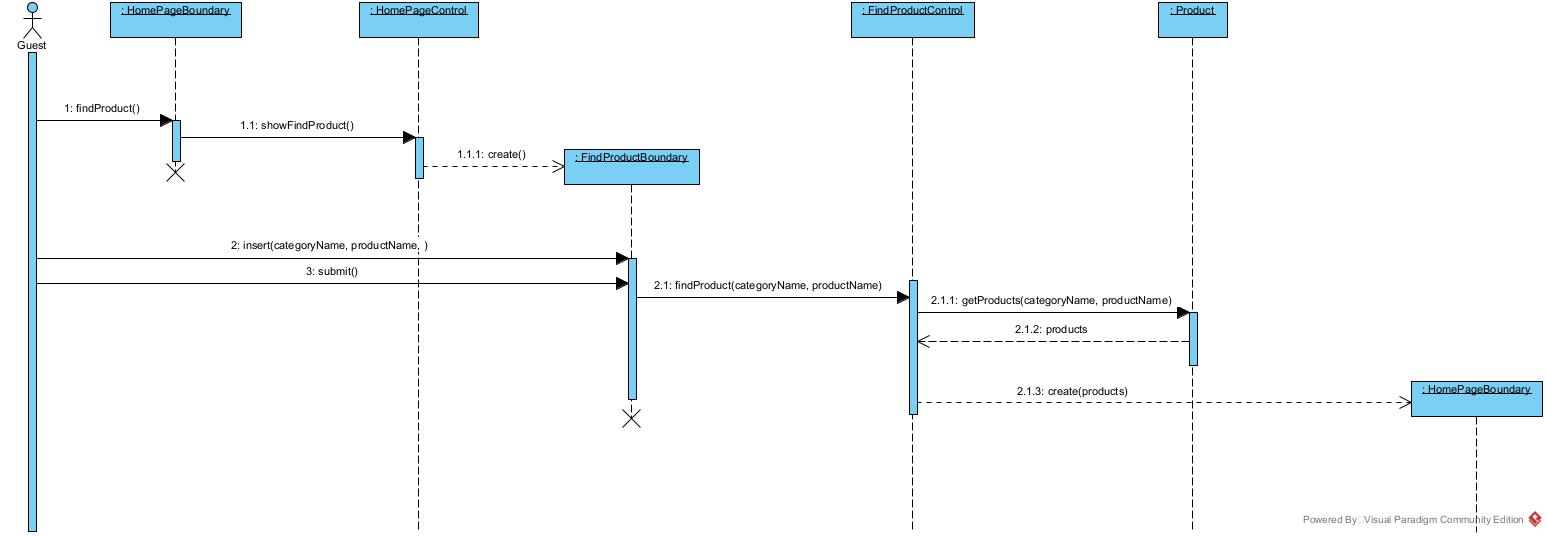 : HomePageBoundary
: HomePageControl
: FindProductControl
: Product
Guest
1: findProduct()
1.1: showFindProduct()
1.1.1: create()
: FindProductBoundary
2: insert(categoryName, productName, )
3: submit()
2.1: findProduct(categoryName, productName)
2.1.1: getProducts(categoryName, productName)
2.1.2: products
2.1.3: create(products)
: HomePageBoundary
Powered By Visual Paradigm Community Edition